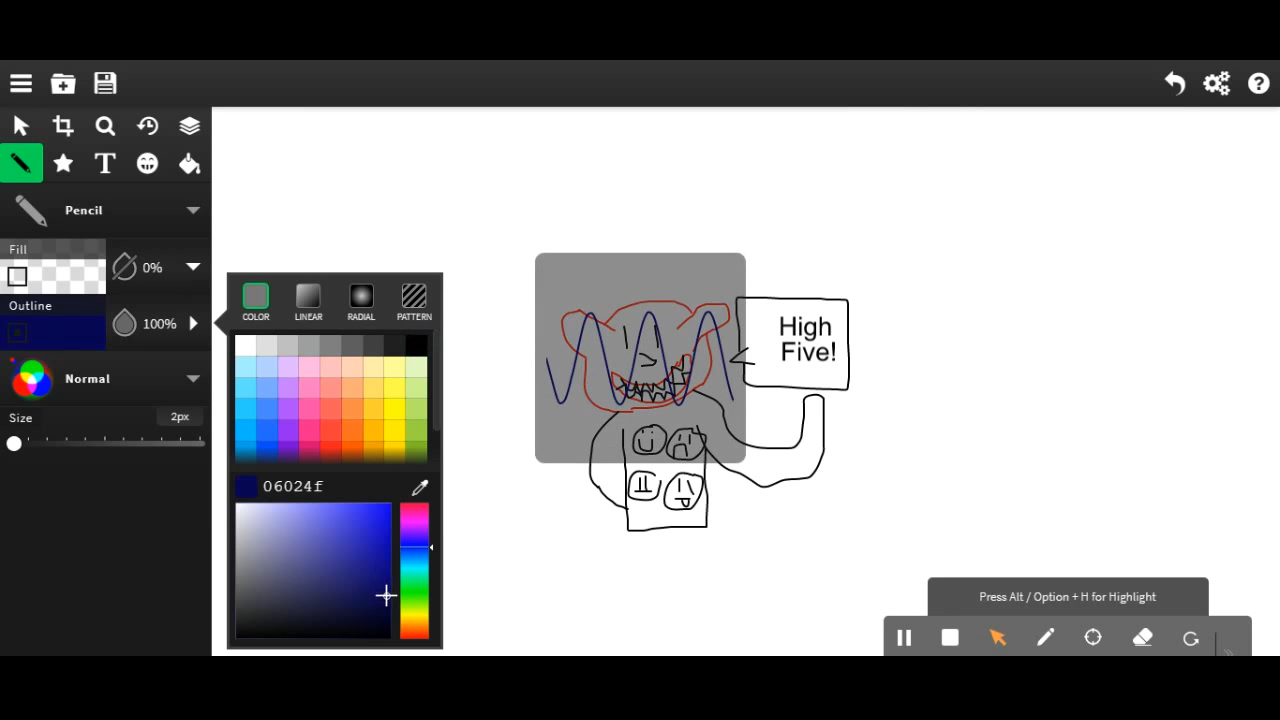 Pencil
Fill
0%
Outline
100%
Normal
Size
2px
COLOR
LINEAR
RADIAL
PATTERN
06024f
High
Five!
Press Alt / Option + H for Highlight